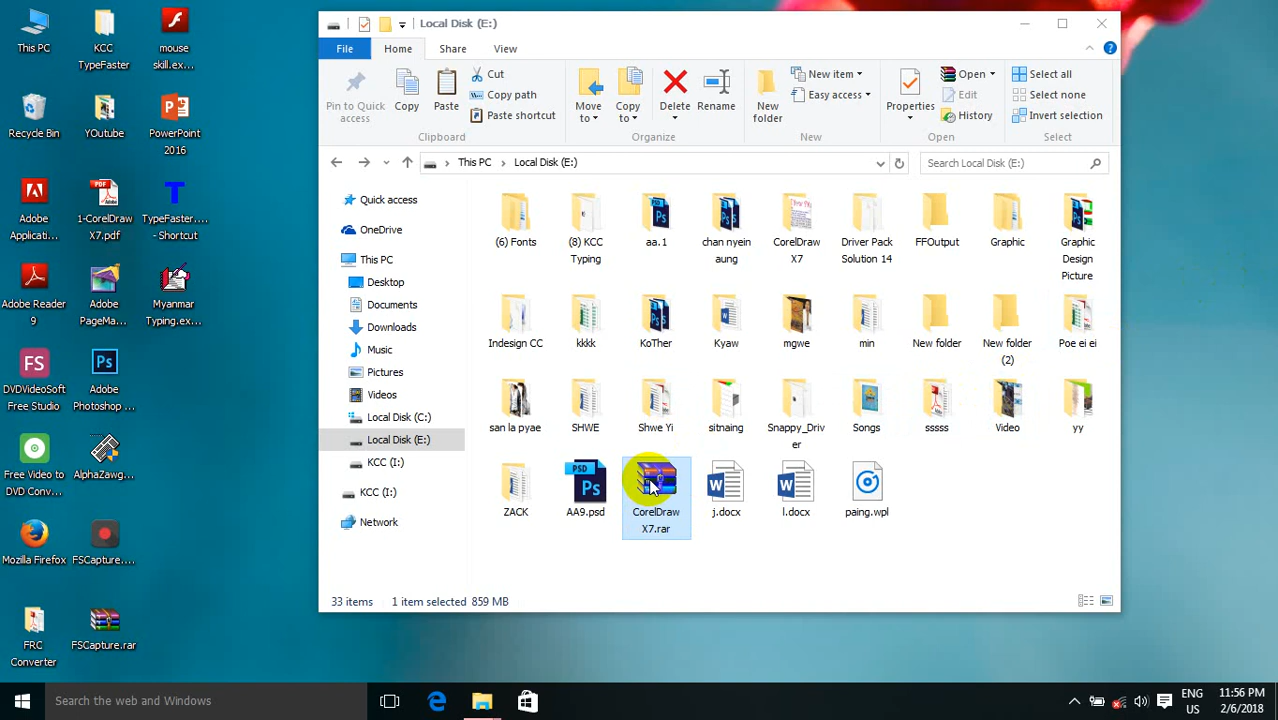 This PC
KCC
TypeFaster
mouse
skill.ex...
Recycle Bin
YOutube
PowerPoint
2016
Adobe
Applicati...
1-CorelDraw
X7.pdf
TypeFaster....
- Shortcut
Adobe Reader
9
Adobe
PageMa...
Myanmar
Typing.ex...
DVDVideoSoft
Free Studio
Adobe
Photoshop ...
Free Video to
DVD Conv...
AlphaZawg...
Mozilla Firefox
FSCapture....
FRC
Converter
FSCapture.rar
Local Disk (E:)
File
Home
Share
View
Pin to Quick
access
Copy
Paste
Cut
Copy path
Paste shortcut
Clipboard
Move
to
Copy
to
Delete
Rename
Organize
New
folder
New item
Easy access
New
Properties
Open
Edit
History
Open
Select all
Select none
Invert selection
Select
This PC
Local Disk (E:)
Search Local Disk (E:)
Quick access
OneDrive
This PC
Desktop
Documents
Downloads
Music
Pictures
Videos
Local Disk (C:)
Local Disk (E:)
KCC (I:)
KCC (I:)
Network
(6) Fonts
(8) KCC
Typing
aa.1
chan nyein
aung
CorelDraw
X7
Driver Pack
Solution 14
FFOutput
Graphic
Graphic
Design
Picture
Indesign CC
kkkk
KoTher
Kyaw
mgwe
min
New folder
New folder
(2)
Poe ei ei
san la pyae
SHWE
Shwe Yi
sitnaing
Snappy_Driv
er
Songs
sssss
Video
yy
ZACK
AA9.psd
CorelDraw
X7.rar
j.docx
l.docx
paing.wpl
33 items
1 item selected 859 MB
Search the web and Windows
ENG
US
11:56 PM
2/6/2018